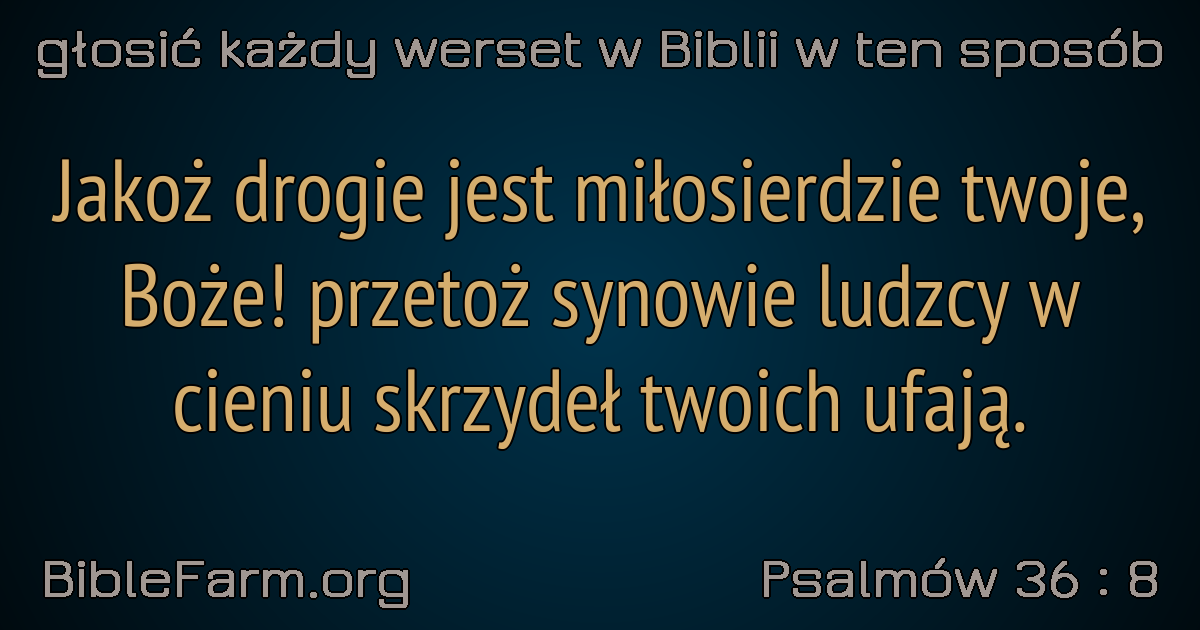 głosić każdy werset w Biblii w ten sposób
Jakoż drogie jest miłosierdzie twoje,
Boże! przetoż synowie ludzcy w
cieniu skrzydeł twoich ufają.
BibleFarm.org
Psalmów 36 : 8